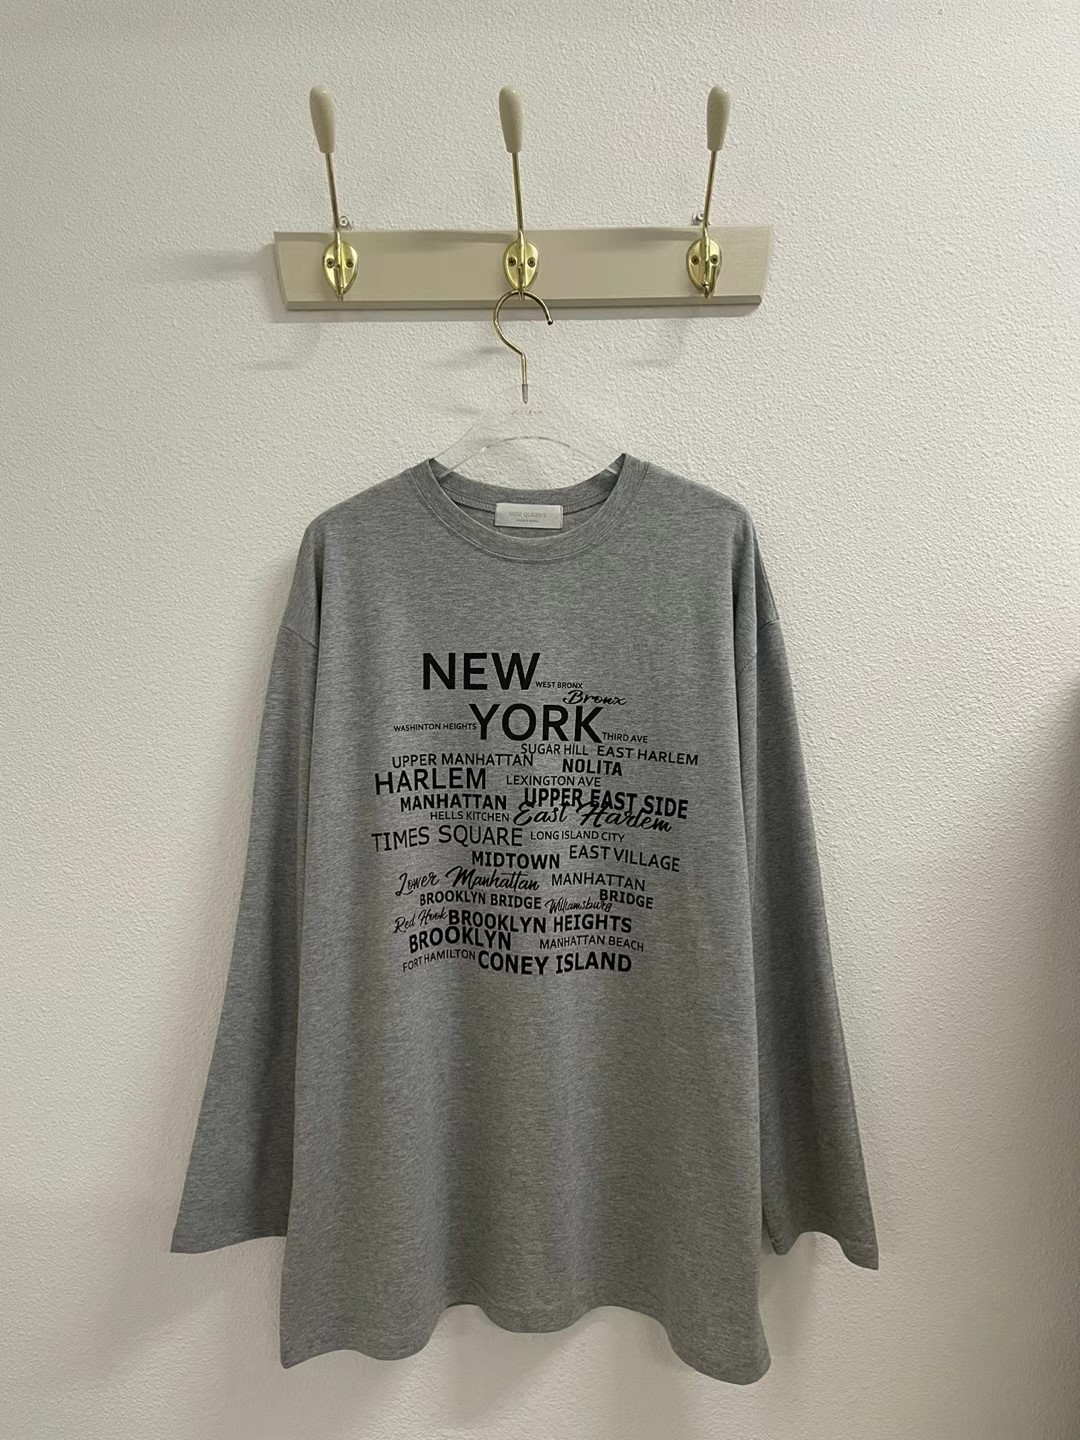 NEW
WEST BRONX
Bronx
WASHINTON HEIGHTS YORK THIRD AVE
SUGAR HILL EAST HARLEM
UPPER MANHATTAN NOLITA
HARLEM LEXINGTON AVE
MANHATTAN UPPER EAST SIDE
HELLS KITCHEN East Harlem
TIMES SQUARE LONG ISLAND CITY
MIDTOWN EAST VILLAGE
Lower Manhattan MANHATTAN
BROOKLYN BRIDGE Williamsburg BRIDGE
Red Hook BROOKLYN HEIGHTS
BROOKLYN MANHATTAN BEACH
FORT HAMILTON CONEY ISLAND